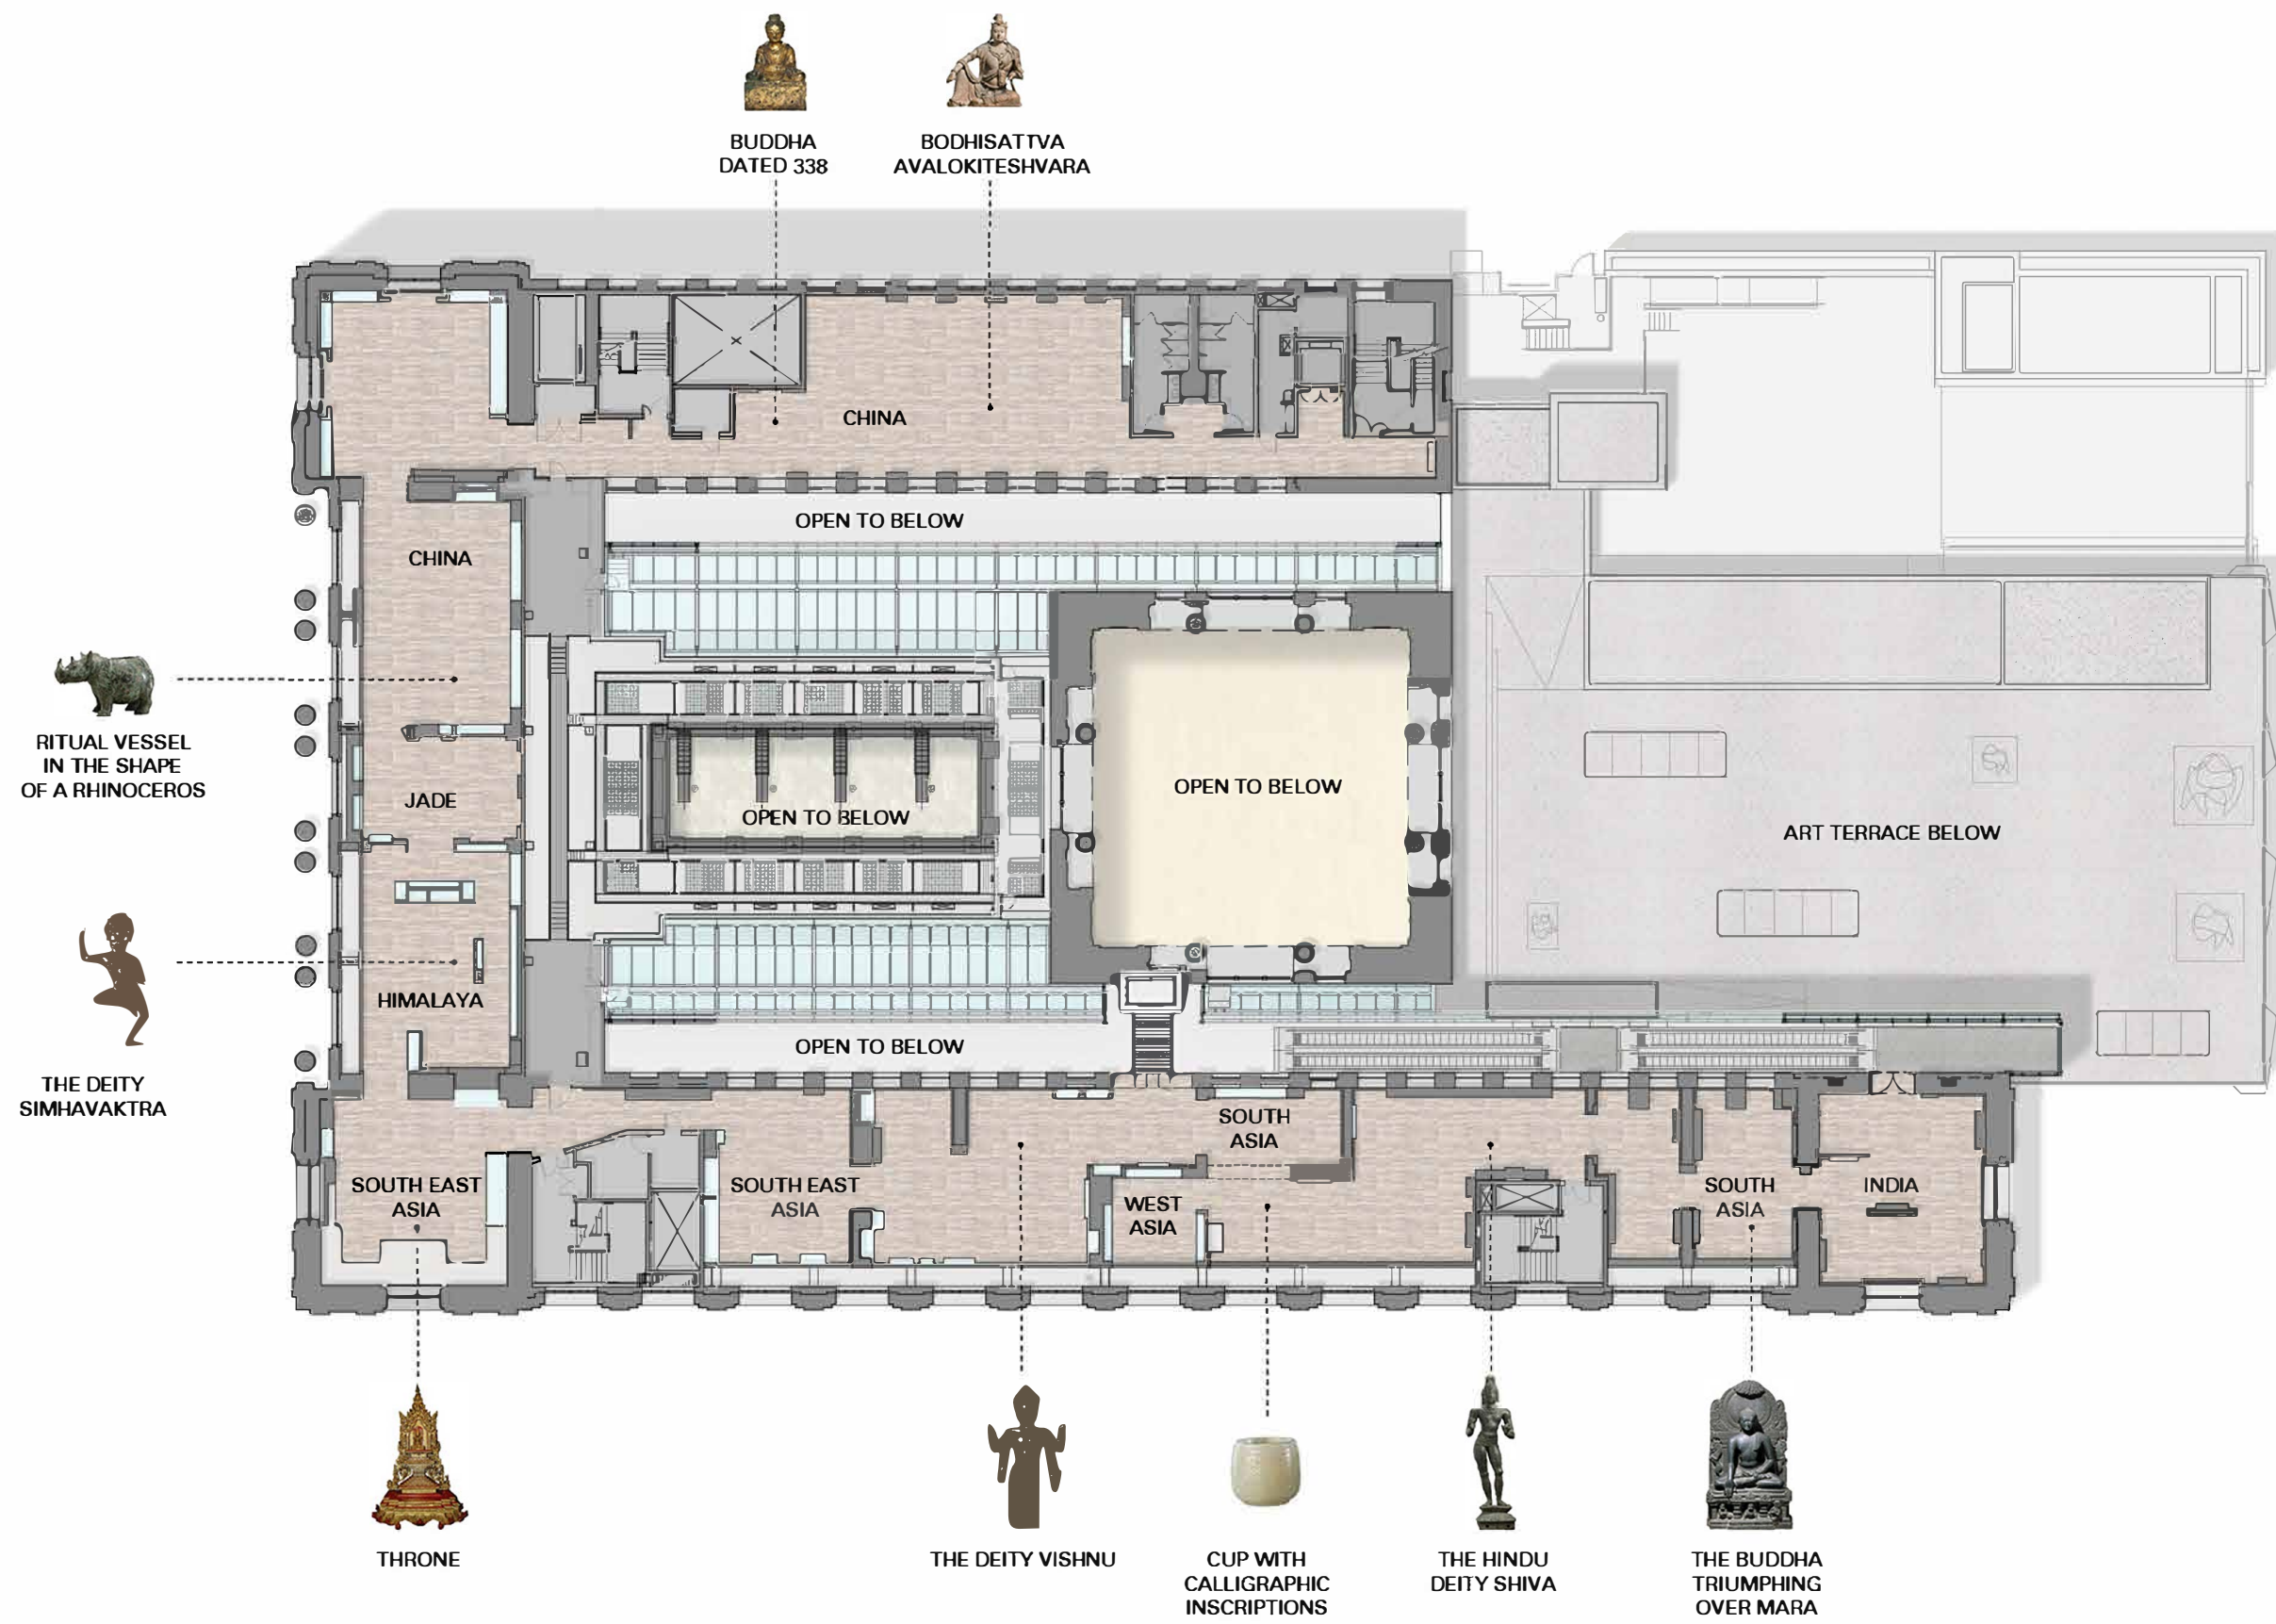 BUDDHA
DATED 338
BODHISATTVA
AVALOKITESHVARA
CHINA
OPEN TO BELOW
CHINA
RITUAL VESSEL
IN THE SHAPE
OF A RHINOCEROS
JADE
OPEN TO BELOW
OPEN TO BELOW
ART TERRACE BELOW
THE DEITY
SIMHAVAKTRA
HIMALAYA
OPEN TO BELOW
SOUTH EAST
ASIA
SOUTH EAST
ASIA
SOUTH
ASIA
WEST
ASIA
SOUTH
ASIA
INDIA
THRONE
THE DEITY VISHNU
CUP WITH
CALLIGRAPHIC
INSCRIPTIONS
THE HINDU
DEITY SHIVA
THE BUDDHA
TRIUMPHING
OVER MARA